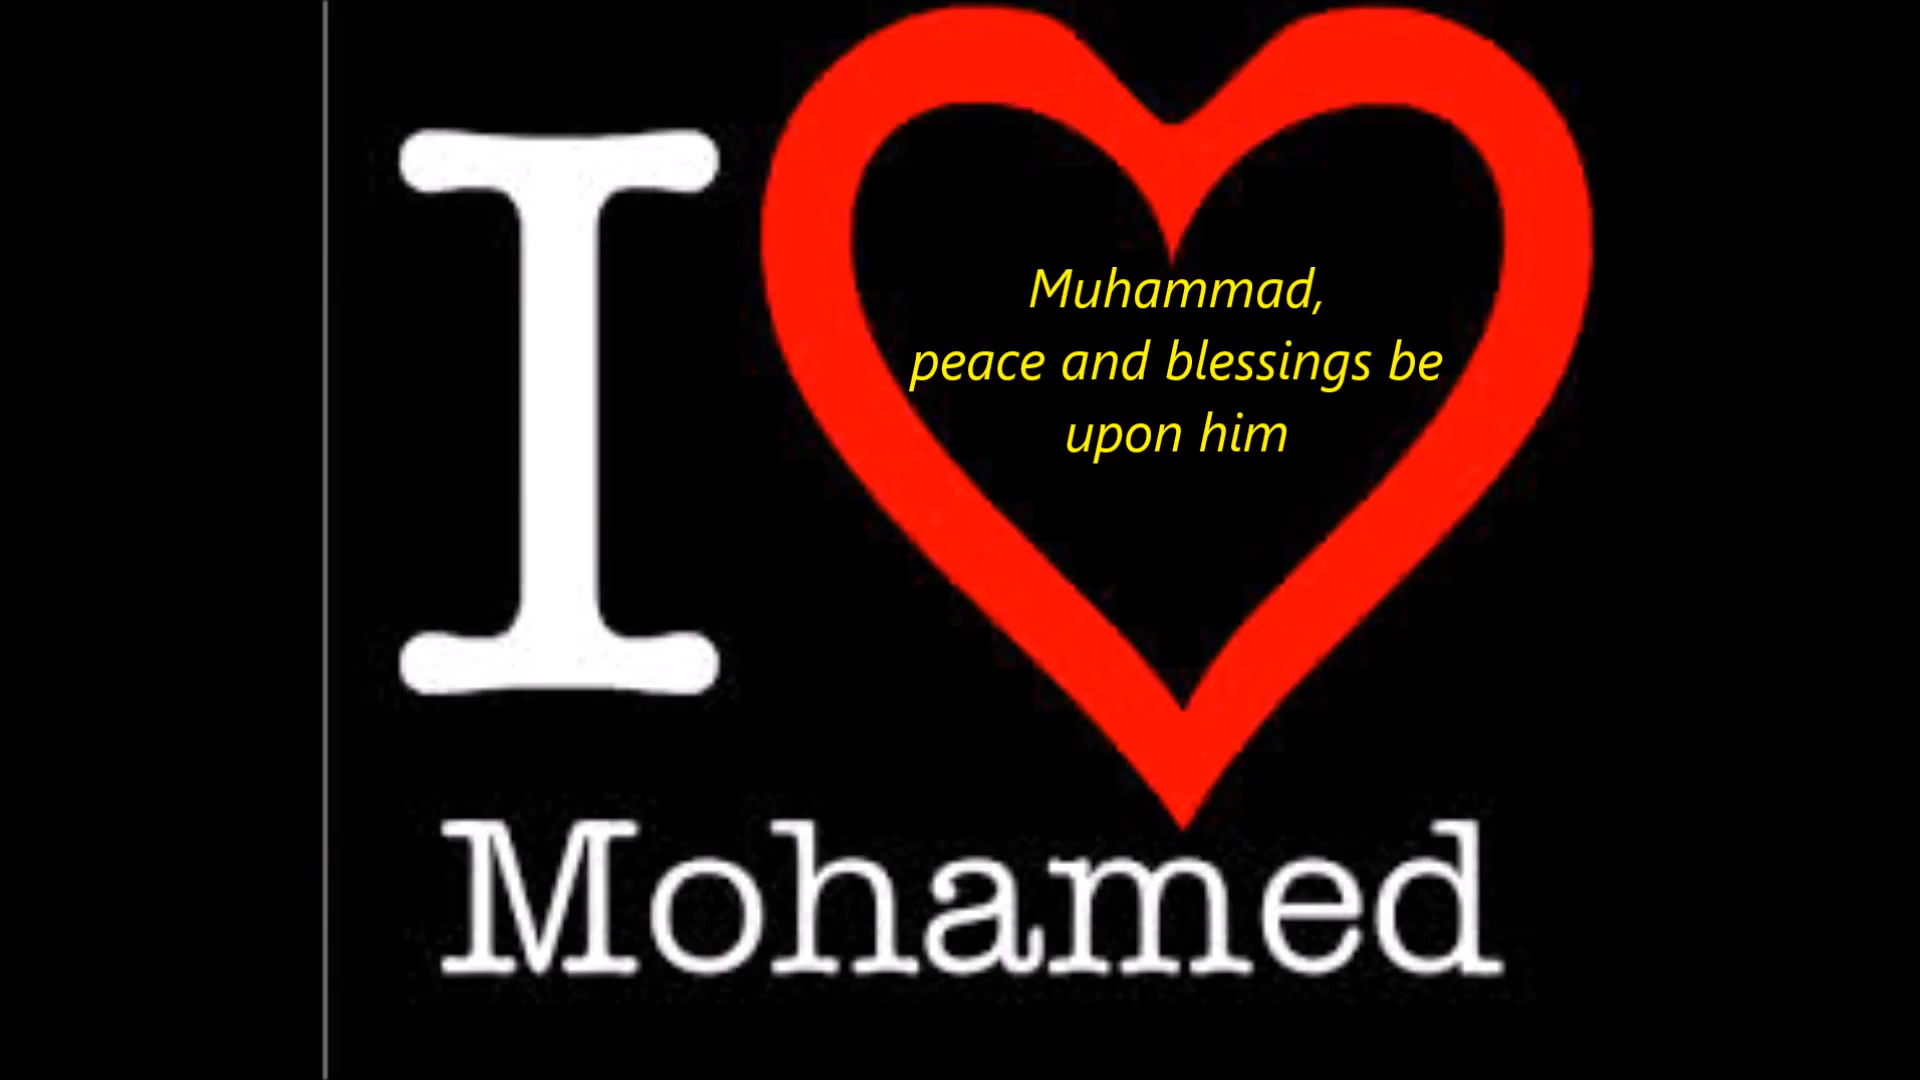 I
Muhammad,
peace and blessings be
upon him
Mohamed